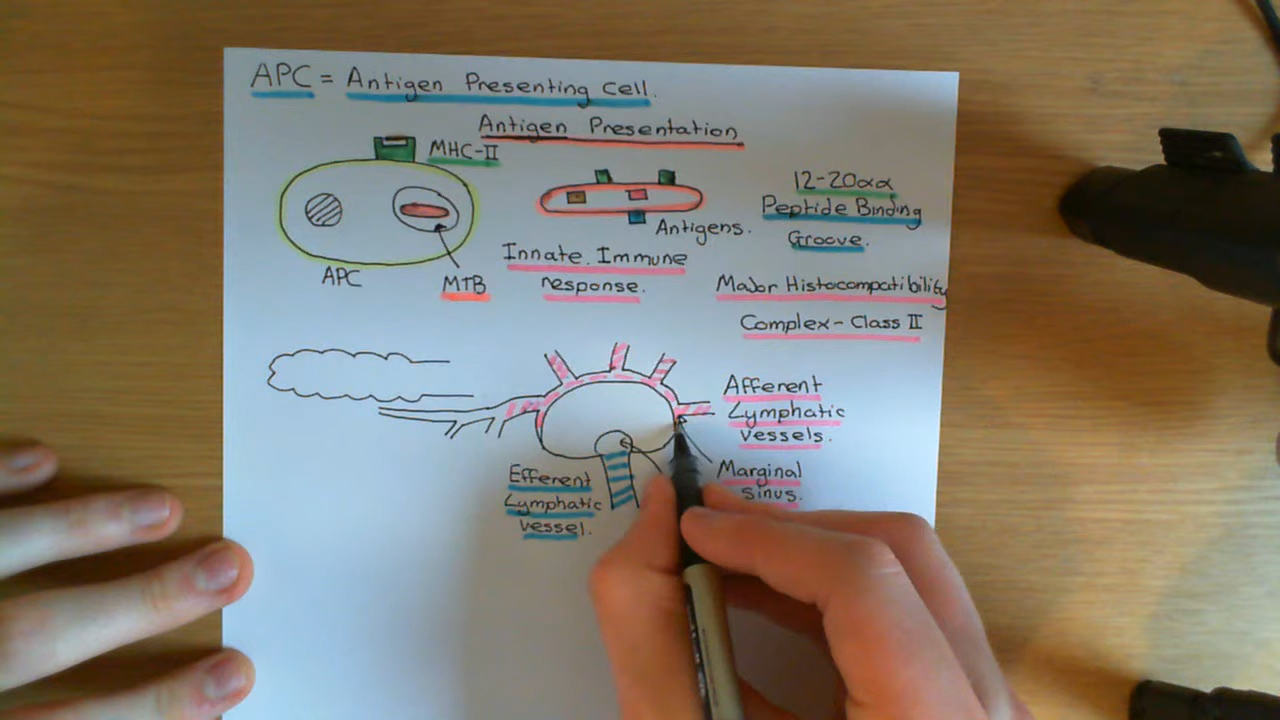 APC = Antigen Presenting Cell.
Antigen Presentation
MHC-II
12-20αα
Peptide Binding
Groove.
Antigens.
APC
MTB
Innate Immune
response.
Major Histocompatibility
Complex - Class II
Afferent
Lymphatic
vessels.
Marginal
sinus.
Efferent
Lymphatic
vessel.